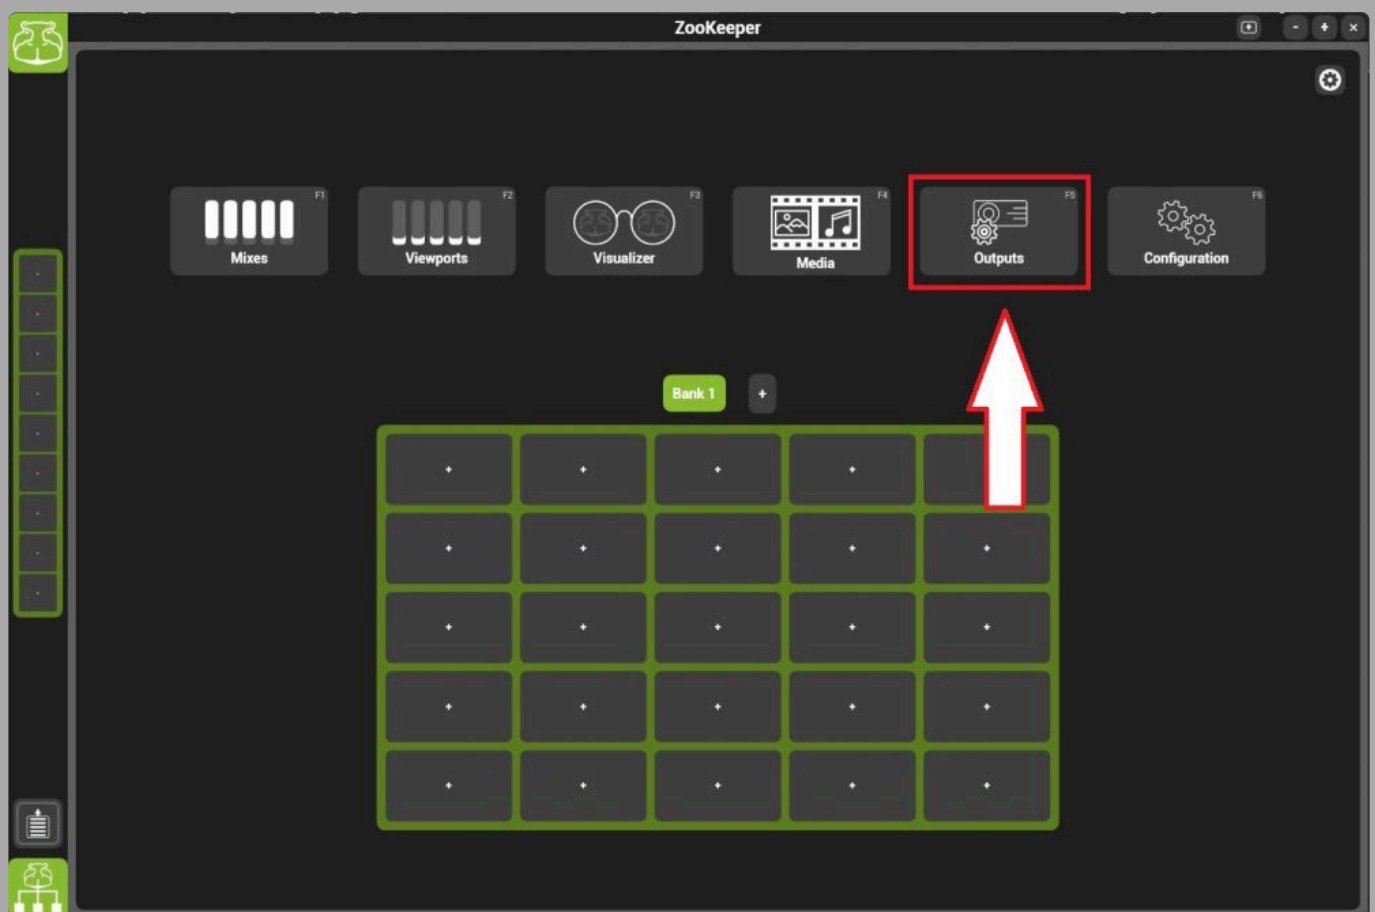 ZooKeeper
F1
Mixes
F2
Viewports
F3
Visualizer
F4
Media
F5
Outputs
F6
Configuration
Bank 1
+
+ + + +
+ + + + +
+ + + + +
+ + + + +
+ + + + +